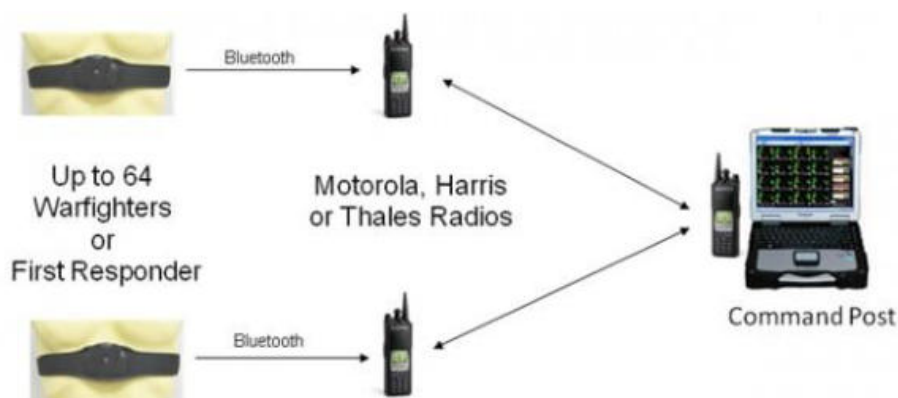 Bluetooth
Up to 64
Warfighters
or
First Responder
Motorola, Harris
or Thales Radios
Command Post
Bluetooth